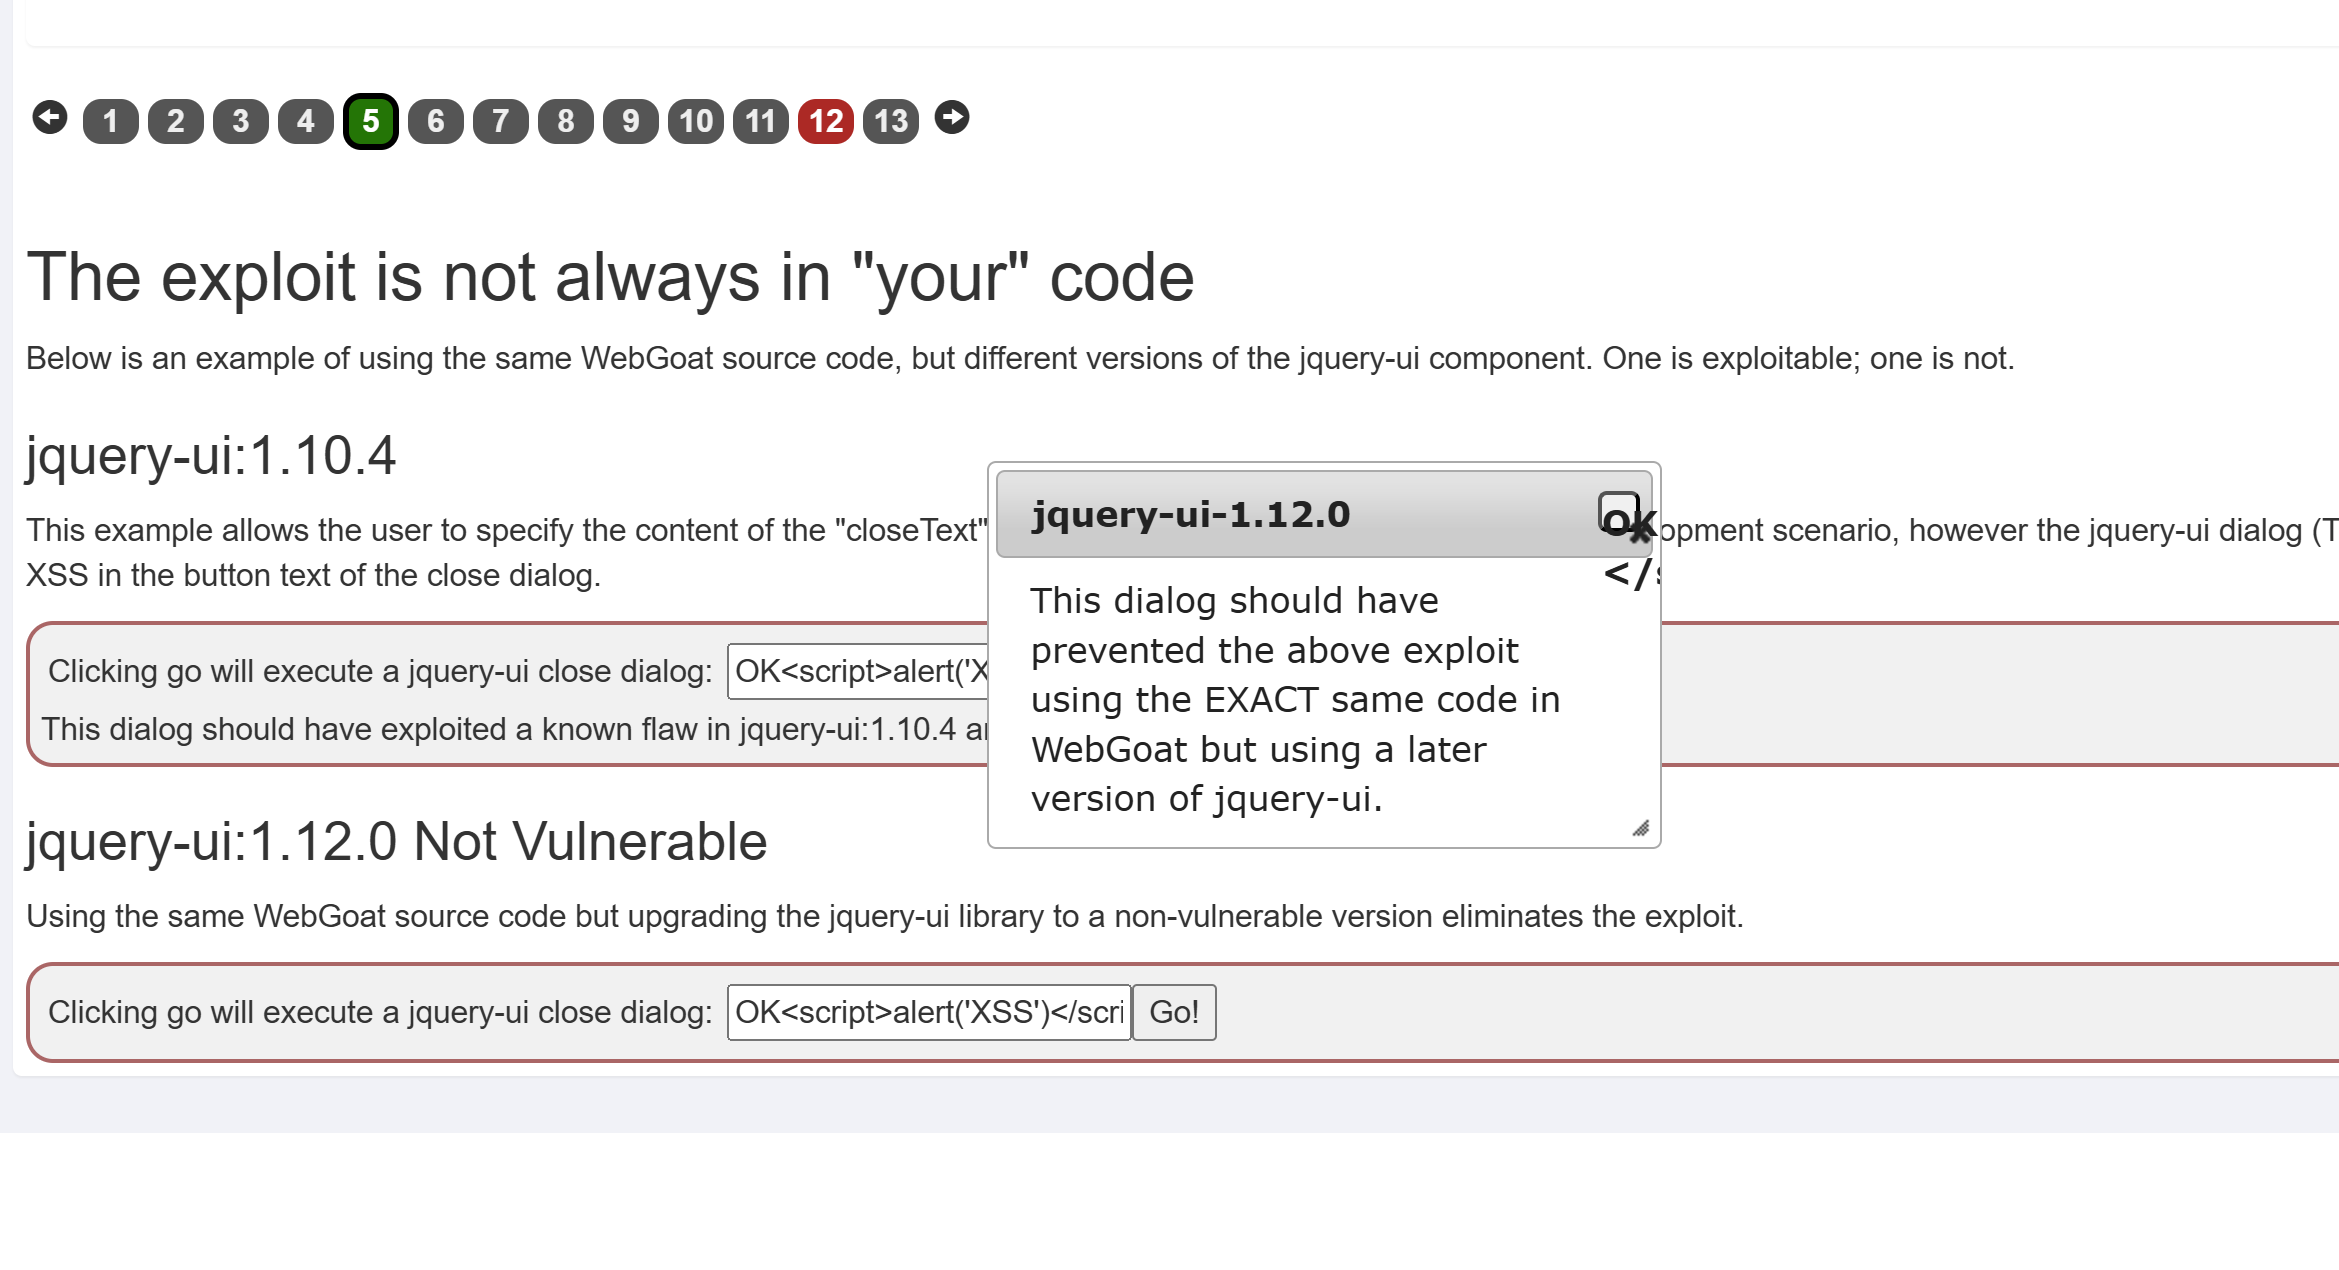 1 2 3 4 5 6 7 8 9 10 11 12 13
The exploit is not always in "your" code
Below is an example of using the same WebGoat source code, but different versions of the jquery-ui component. One is exploitable; one is not.
jquery-ui:1.10.4
This example allows the user to specify the content of the "closeText" opment scenario, however the jquery-ui dialog (T
XSS in the button text of the close dialog.
Clicking go will execute a jquery-ui close dialog: OK<script>alert('X
This dialog should have exploited a known flaw in jquery-ui:1.10.4
jquery-ui-1.12.0
OK
</
This dialog should have
prevented the above exploit
using the EXACT same code in
WebGoat but using a later
version of jquery-ui.
jquery-ui:1.12.0 Not Vulnerable
Using the same WebGoat source code but upgrading the jquery-ui library to a non-vulnerable version eliminates the exploit.
Clicking go will execute a jquery-ui close dialog: OK<script>alert('XSS')</scri Go!